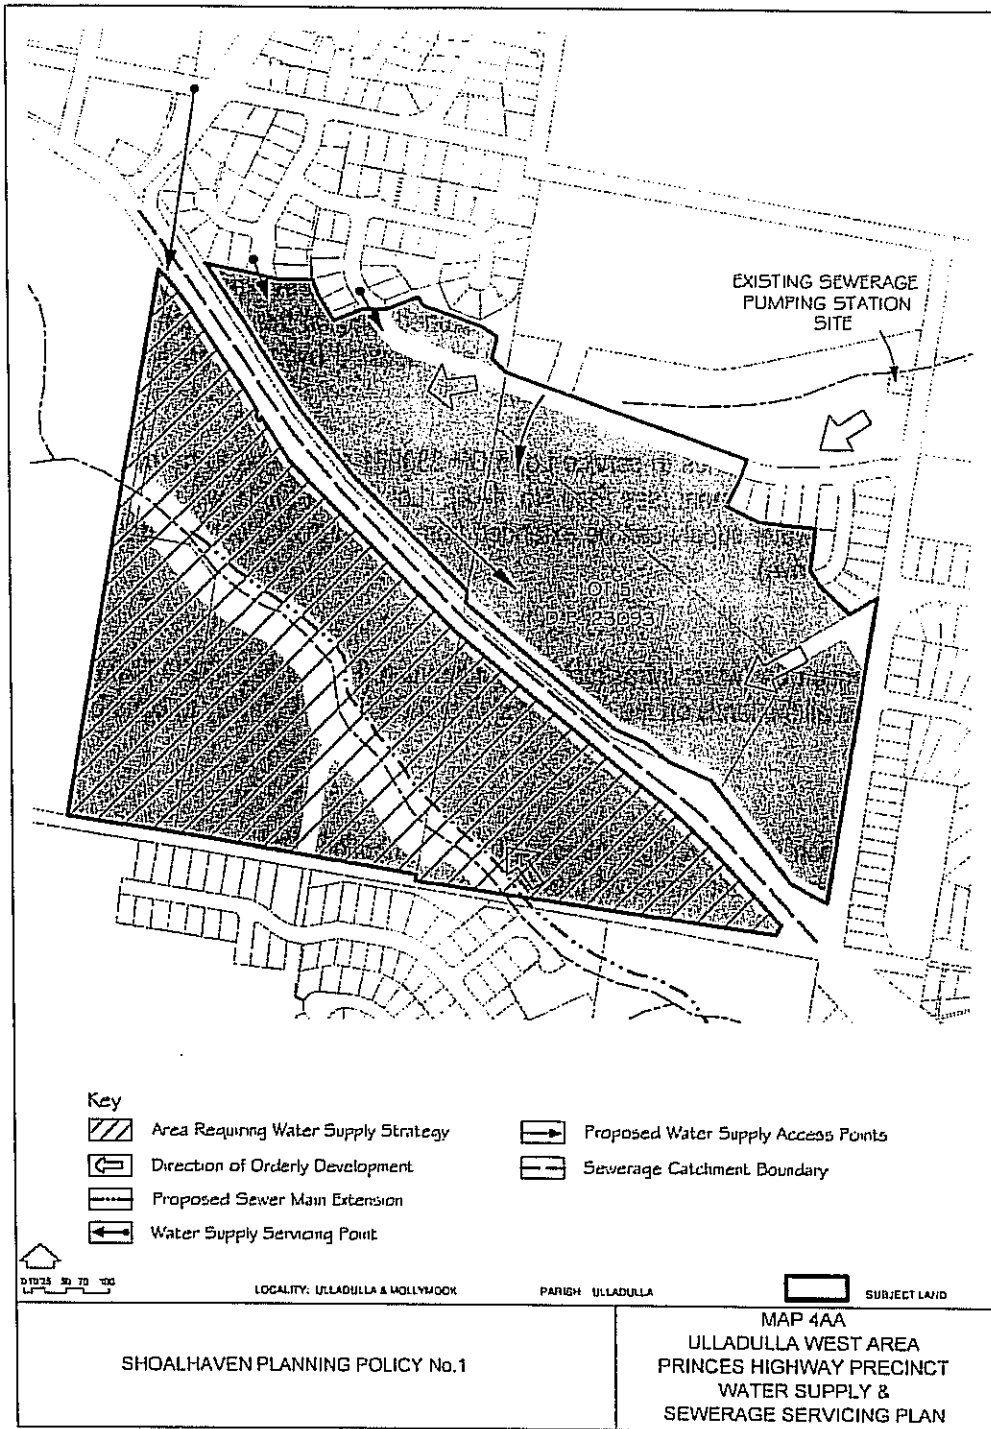 EXISTING SEWERAGE
PUMPING STATION
SITE
D.P. 23093
Key
Area Requiring Water Supply Strategy
Direction of Orderly Development
Proposed Sewer Main Extension
Water Supply Servicing Point
Proposed Water Supply Access Points
Sewerage Catchment Boundary
LOCALITY: ULLADULLA & MOLLYMOOK
PARISH ULLADULLA
SUBJECT LAND
SHOALHAVEN PLANNING POLICY No.1
MAP 4AA
ULLADULLA WEST AREA
PRINCES HIGHWAY PRECINCT
WATER SUPPLY &
SEWERAGE SERVICING PLAN